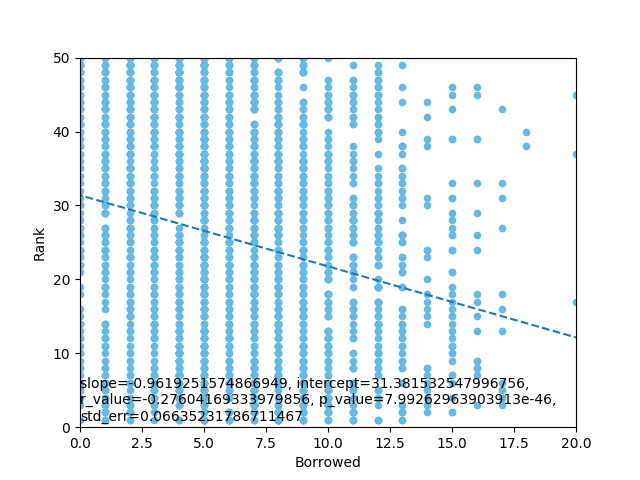 50
40
Rank
30
20
10
slope=-0.9619251574866949, intercept=31.381532547996756,
r_value=-0.27604169333979856, p_value=7.99262963903913e-46,
std_err=0.06635231786711467
0
0.0 2.5 5.0 7.5 10.0 12.5 15.0 17.5 20.0
Borrowed